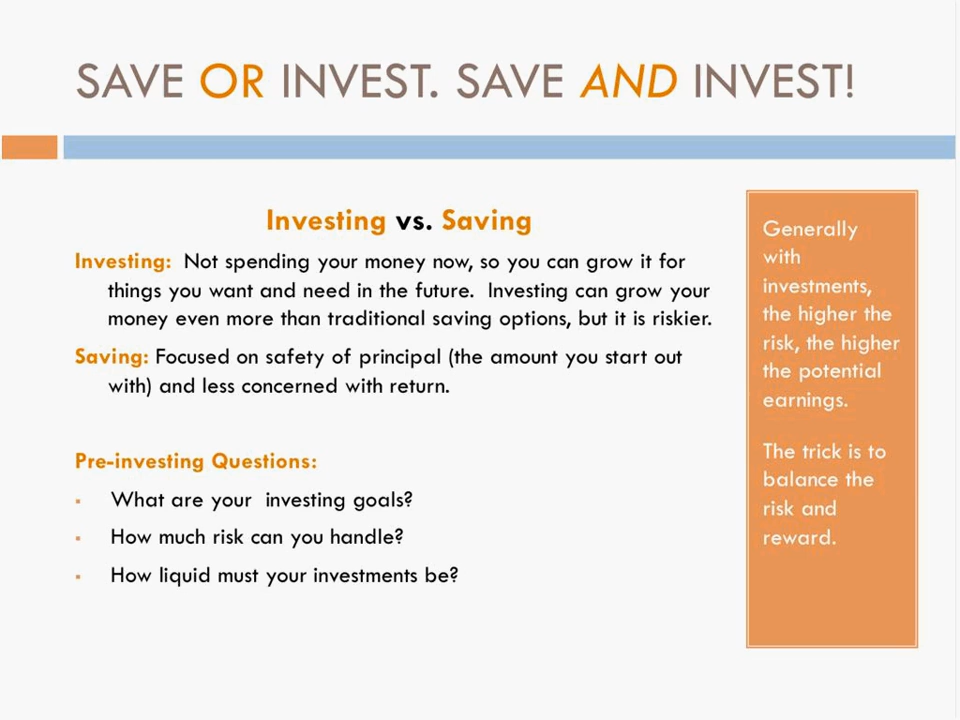 SAVE OR INVEST. SAVE AND INVEST!
Investing vs. Saving
Investing: Not spending your money now, so you can grow it for
things you want and need in the future. Investing can grow your
money even more than traditional saving options, but it is riskier.
Saving: Focused on safety of principal (the amount you start out
with) and less concerned with return.
Pre-investing Questions:
▪ What are your investing goals?
▪ How much risk can you handle?
▪ How liquid must your investments be?
Generally
with
investments,
the higher the
risk, the higher
the potential
earnings.
The trick is to
balance the
risk and
reward.